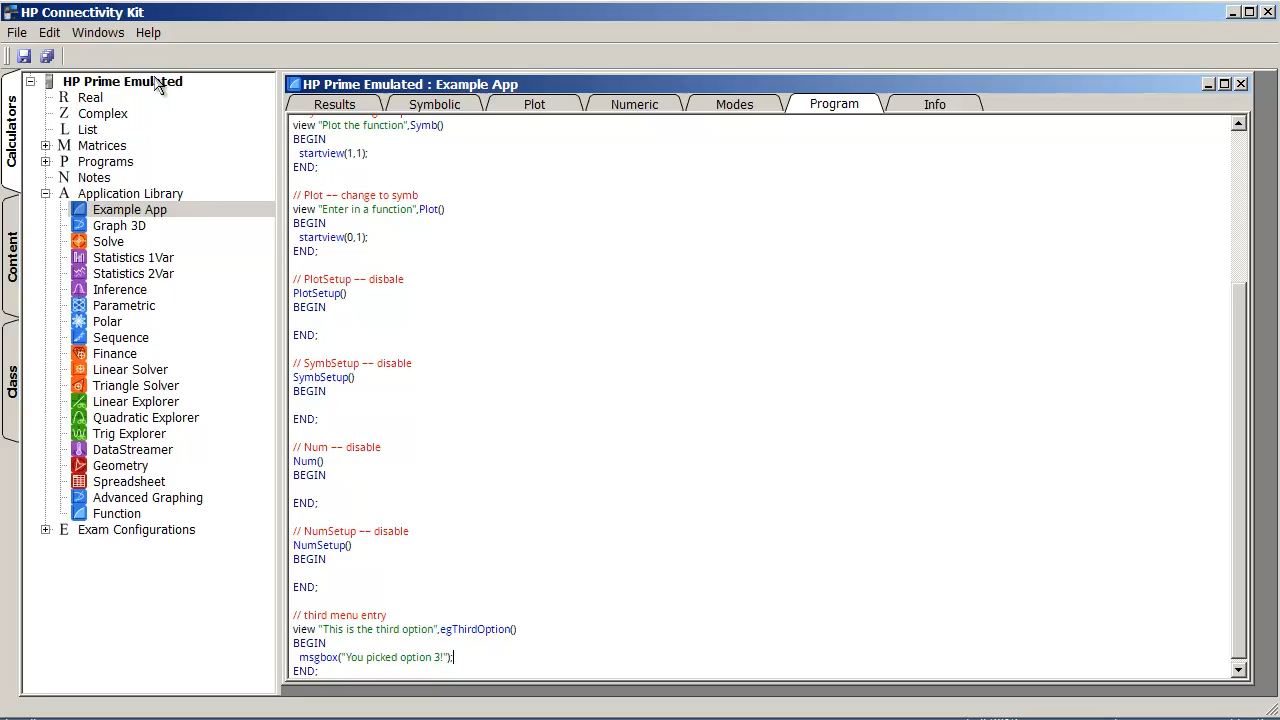 HP Connectivity Kit
File Edit Windows Help
Calculators
Content
Class
HP Prime Emulated
R Real
C Complex
L List
M Matrices
P Programs
N Notes
A Application Library
Example App
Graph 3D
Solve
Statistics 1Var
Statistics 2Var
Inference
Parametric
Polar
Sequence
Finance
Linear Solver
Triangle Solver
Linear Explorer
Quadratic Explorer
Trig Explorer
DataStreamer
Geometry
Spreadsheet
Advanced Graphing
Function
E Exam Configurations
HP Prime Emulated : Example App
Results Symbolic Plot Numeric Modes Program Info
view "Plot the function",Symb()
BEGIN
startview(1,1);
END;
// Plot -- change to symb
view "Enter in a function",Plot()
BEGIN
startview(0,1);
END;
// PlotSetup -- disbale
PlotSetup()
BEGIN
END;
// SymbSetup -- disable
SymbSetup()
BEGIN
END;
// Num -- disable
Num()
BEGIN
END;
// NumSetup -- disable
NumSetup()
BEGIN
END;
// third menu entry
view "This is the third option",egThirdOption()
BEGIN
msgbox("You picked option 3!");
END;